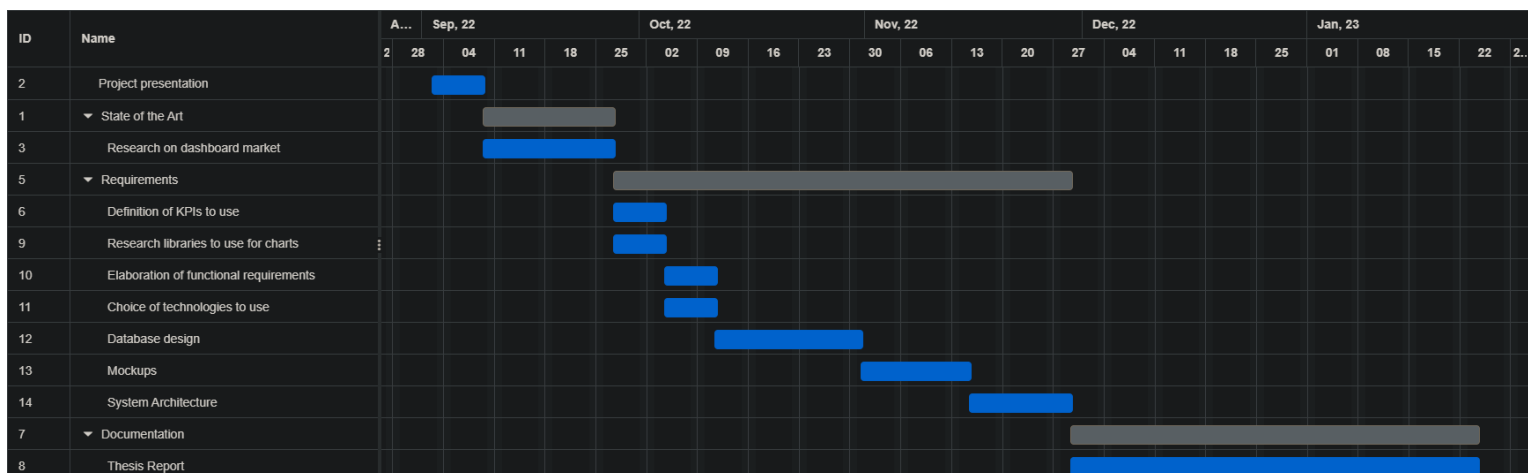 ID Name A... Sep, 22 Oct, 22 Nov, 22 Dec, 22 Jan, 23
2 28 04 11 18 25 02 09 16 23 30 06 13 20 27 04 11 18 25 01 08 15 22 2...
2 Project presentation
1 State of the Art
3 Research on dashboard market
5 Requirements
6 Definition of KPIs to use
9 Research libraries to use for charts
10 Elaboration of functional requirements
11 Choice of technologies to use
12 Database design
13 Mockups
14 System Architecture
7 Documentation
8 Thesis Report